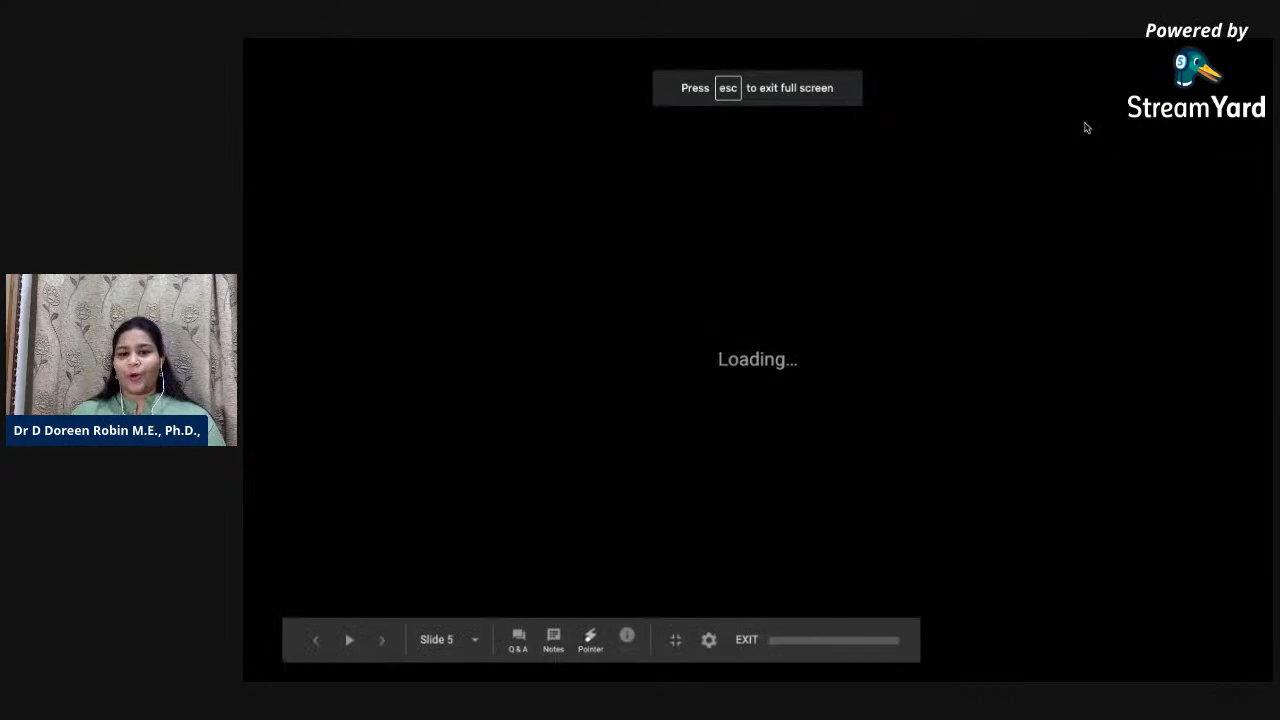 Powered by
StreamYard
Press esc to exit full screen
Loading...
Dr D Doreen Robin M.E., Ph.D.,
Slide 5
Q & A
Notes
Pointer
EXIT